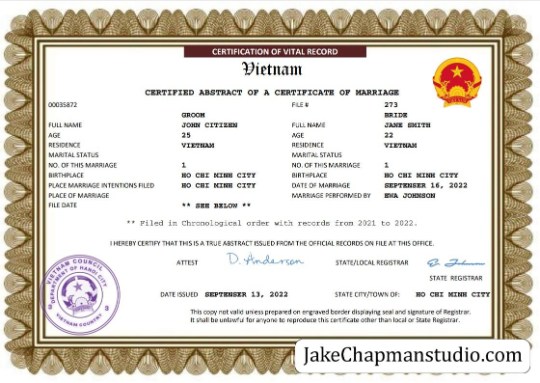 CERTIFICATION OF VITAL RECORD
Vietnam
CERTIFIED ABSTRACT OF A CERTIFICATE OF MARRIAGE
00035872 FILE # 273
GROOM BRIDE
FULL NAME JOHN CITIZEN FULL NAME JANE SMITH
AGE 25 AGE 22
RESIDENCE VIETNAM RESIDENCE VIETNAM
MARITAL STATUS MARITAL STATUS
NO. OF THIS MARRIAGE 1 NO. OF THIS MARRIAGE 1
BIRTHPLACE HO CHI MINH CITY BIRTHPLACE HO CHI MINH CITY
PLACE MARRIAGE INTENTIONS FILED HO CHI MINH CITY DATE OF MARRIAGE SEPTENSER 16, 2022
PLACE OF MARRIAGE MARRIAGE PERFORMED BY EWA JOHNSON
FILE DATE ** SEE BELOW **
** Filed in Chronological order with records from 2021 to 2022.
I HEREBY CERTIFY THAT THIS IS A TRUE ABSTRACT ISSUED FROM THE OFFICIAL RECORDS ON FILE AT THIS OFFICE.
ATTEST D. Anderson STATE/LOCAL REGISTRAR
STATE REGISTRAR
VIETNAM COUNCIL
DEPARTMENT OF HANOI CITY
VIETNAM COUNTRY
DATE ISSUED SEPTENSER 13, 2022 STATE CITY/TOWN OF: HO CHI MINH CITY
This copy not valid unless prepared on engraved border displaying seal and signature of Registrar.
It shall be unlawful for anyone to reproduce this certificate other than local or State Registrar.
JakeChapmanstudio.com